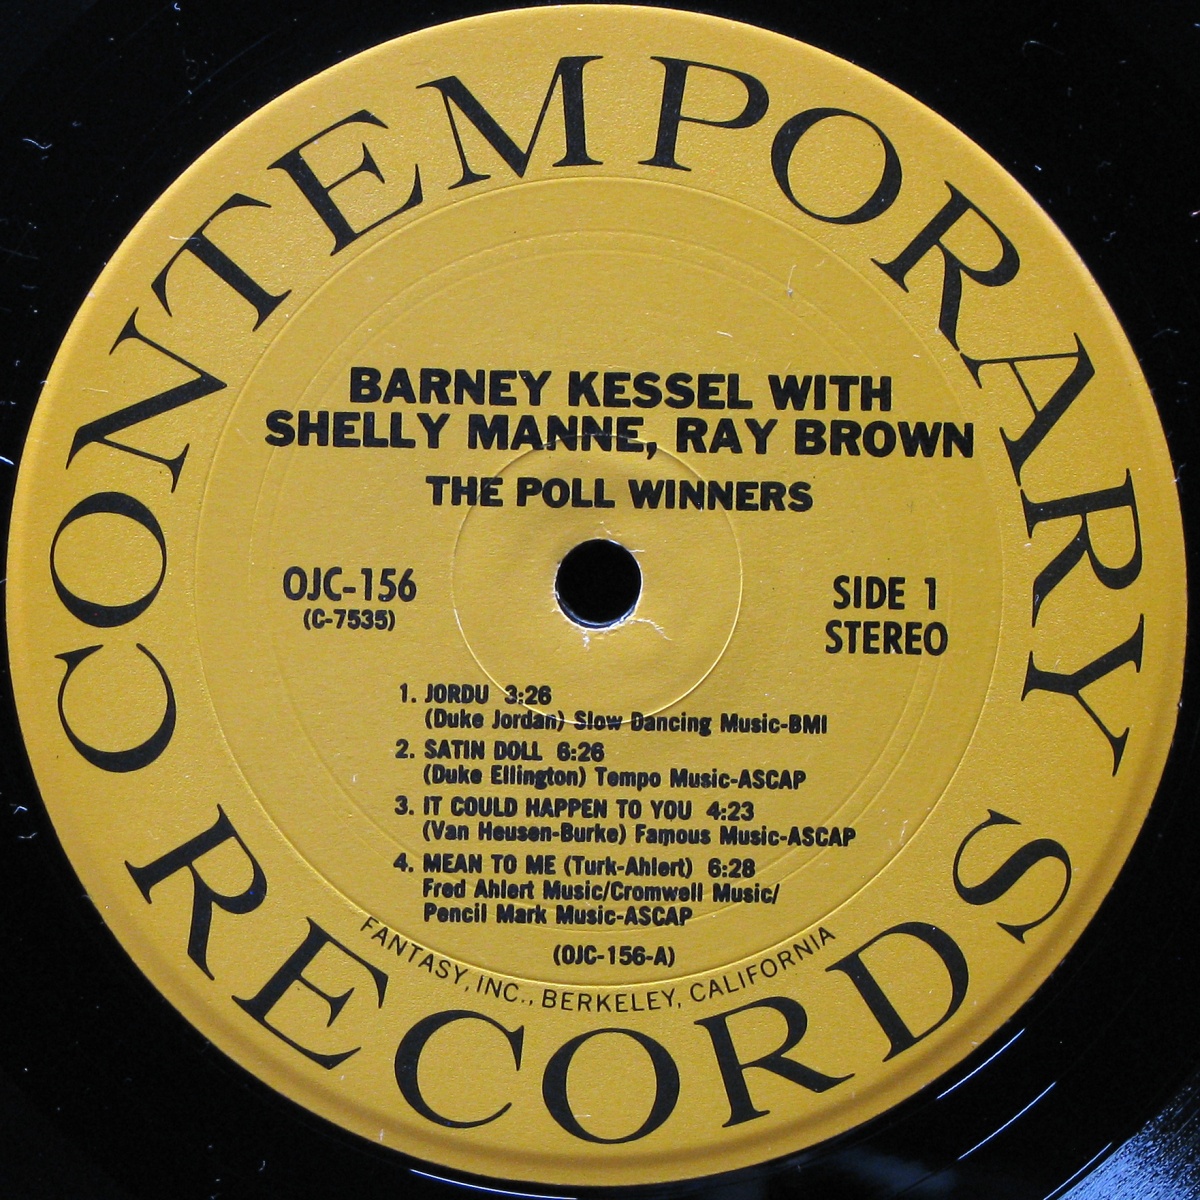 CONTEMPORARY
BARNEY KESSEL WITH
SHELLY MANNE, RAY BROWN
THE POLL WINNERS
OJC-156
(C-7535)
SIDE 1
STEREO
1. JORDU 3:26
(Duke Jordan) Slow Dancing Music-BMI
2. SATIN DOLL 6:26
(Duke Ellington) Tempo Music-ASCAP
3. IT COULD HAPPEN TO YOU 4:23
(Van Heusen-Burke) Famous Music-ASCAP
4. MEAN TO ME (Turk-Ahlert) 6:28
Fred Ahlert Music/Cromwell Music/
Pencil Mark Music-ASCAP
(OJC-156-A)
FANTASY, INC., BERKELEY, CALIFORNIA
RECORDS